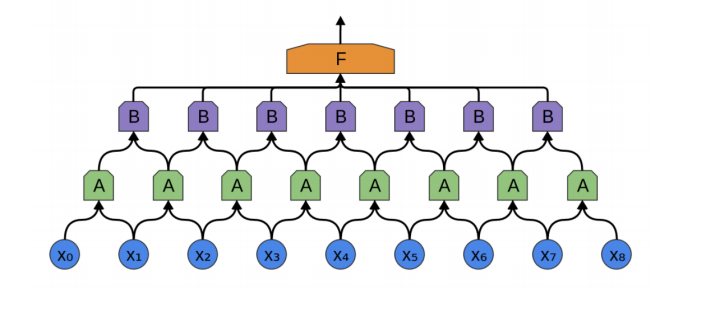 F
B B B B B B B
A A A A A A A A
X₀ X₁ X₂ X₃ X₄ X₅ X₆ X₇ X₈